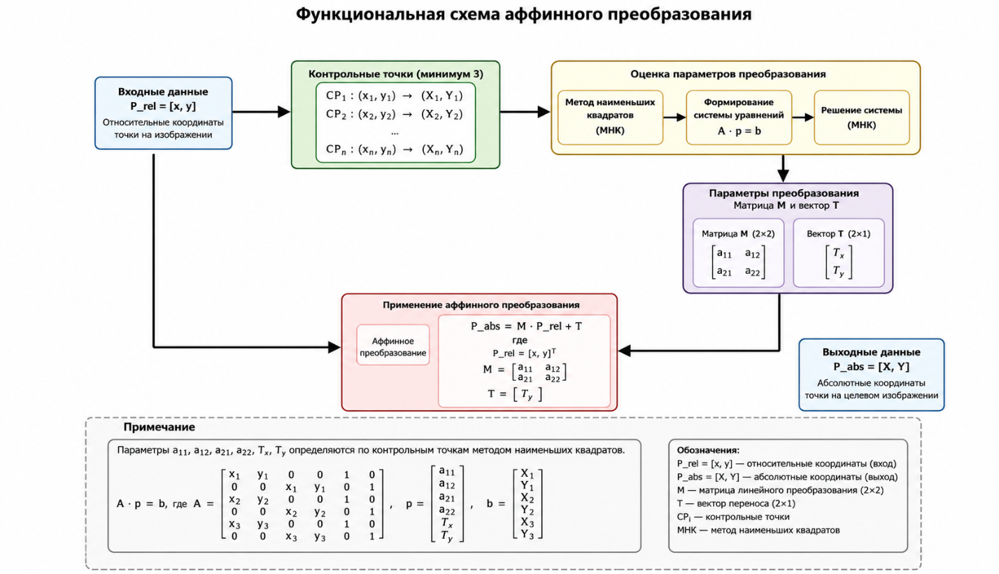 Функциональная схема аффинного преобразования
Входные данные
P_rel = [x, y]
Относительные координаты
точки на изображении
Контрольные точки (минимум 3)
CP₁ : (x₁, y₁) → (X₁, Y₁)
CP₂ : (x₂, y₂) → (X₂, Y₂)
...
CPₙ : (xₙ, yₙ) → (Xₙ, Yₙ)
Оценка параметров преобразования
Метод наименьших
квадратов
(МНК)
Формирование
системы уравнений
A · p = b
Решение системы
(МНК)
Параметры преобразования
Матрица M и вектор T
Матрица M (2×2)
a₁₁ a₁₂
a₂₁ a₂₂
Вектор T (2×1)
Tₓ
Tᵧ
Применение аффинного преобразования
Аффинное
преобразование
P_abs = M · P_rel + T
где
P_rel = [x, y]ᵀ
M = [a₁₁ a₁₂
a₂₁ a₂₂]
T = [ Tᵧ ]
Выходные данные
P_abs = [X, Y]
Абсолютные координаты
точки на целевом изображении
Примечание
Параметры a₁₁, a₁₂, a₂₁, a₂₂, Tₓ, Tᵧ определяются по контрольным точкам методом наименьших квадратов.
A · p = b, где A =
x₁ y₁ 0 0 1 0
0 0 x₁ y₁ 0 1
x₂ y₂ 0 0 1 0
0 0 x₂ y₂ 0 1
x₃ y₃ 0 0 1 0
0 0 x₃ y₃ 0 1
, p =
a₁₁
a₁₂
a₂₁
a₂₂
Tₓ
Tᵧ
, b =
X₁
Y₁
X₂
Y₂
X₃
Y₃
Обозначения:
P_rel = [x, y] — относительные координаты (вход)
P_abs = [X, Y] — абсолютные координаты (выход)
M — матрица линейного преобразования (2×2)
T — вектор переноса (2×1)
CPᵢ — контрольные точки
МНК — метод наименьших квадратов